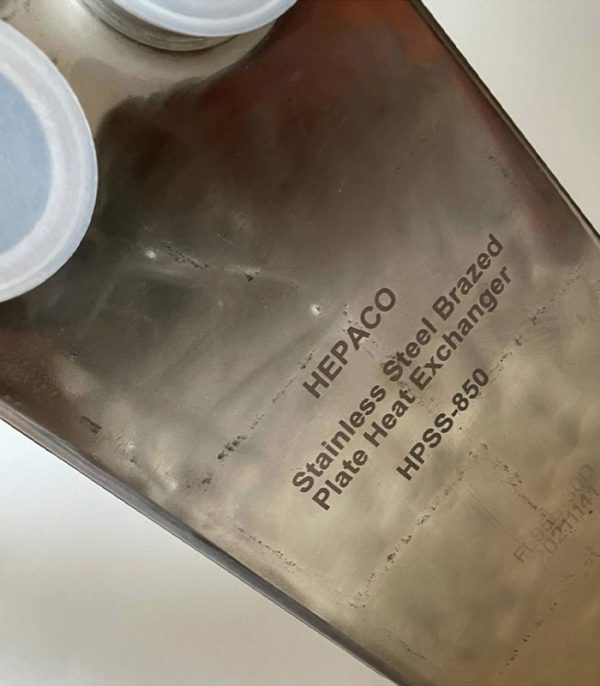 HEPACO
Stainless Steel Brazed
Plate Heat Exchanger
HPSS-850